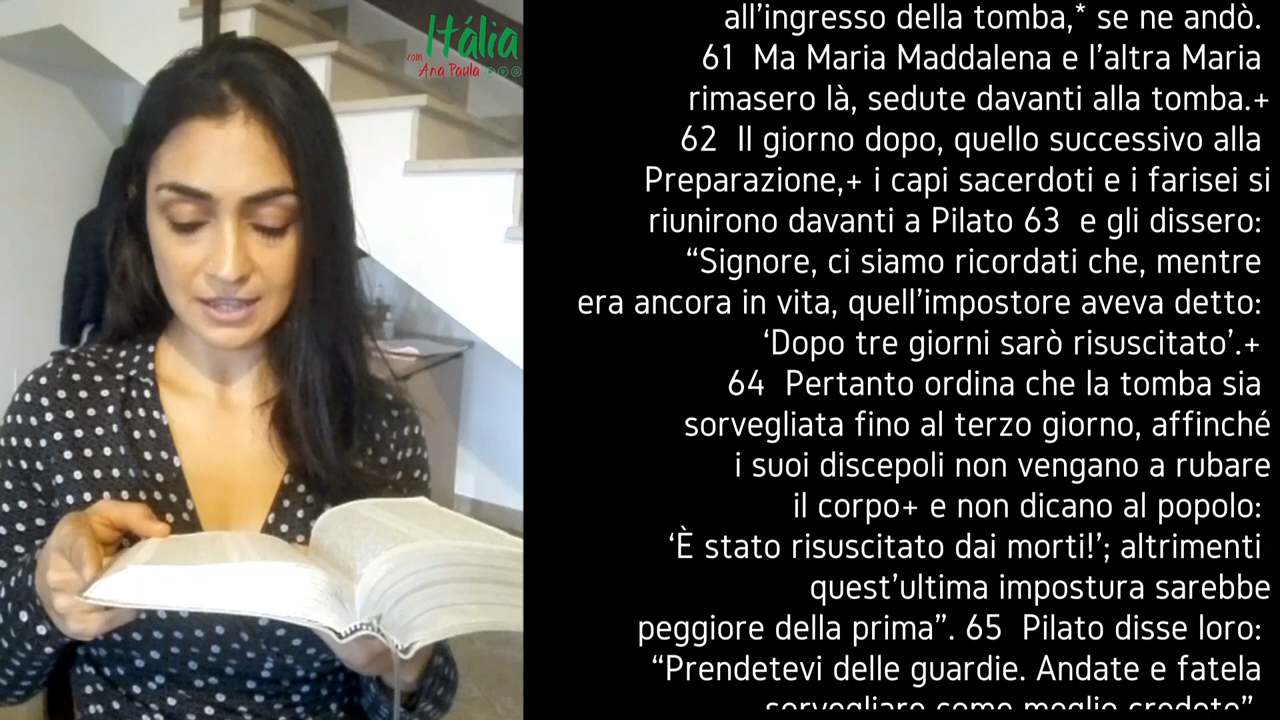 Itália
com
Ana Paula
all’ingresso della tomba,* se ne andò.
61 Ma Maria Maddalena e l’altra Maria
rimasero là, sedute davanti alla tomba.+
62 Il giorno dopo, quello successivo alla
Preparazione,+ i capi sacerdoti e i farisei si
riunirono davanti a Pilato 63 e gli dissero:
“Signore, ci siamo ricordati che, mentre
era ancora in vita, quell’impostore aveva detto:
‘Dopo tre giorni sarò risuscitato’.+
64 Pertanto ordina che la tomba sia
sorvegliata fino al terzo giorno, affinché
i suoi discepoli non vengano a rubare
il corpo+ e non dicano al popolo:
‘È stato risuscitato dai morti!’; altrimenti
quest’ultima impostura sarebbe
peggiore della prima”. 65 Pilato disse loro:
“Prendetevi delle guardie. Andate e fatela
sorvegliare come meglio credete”.